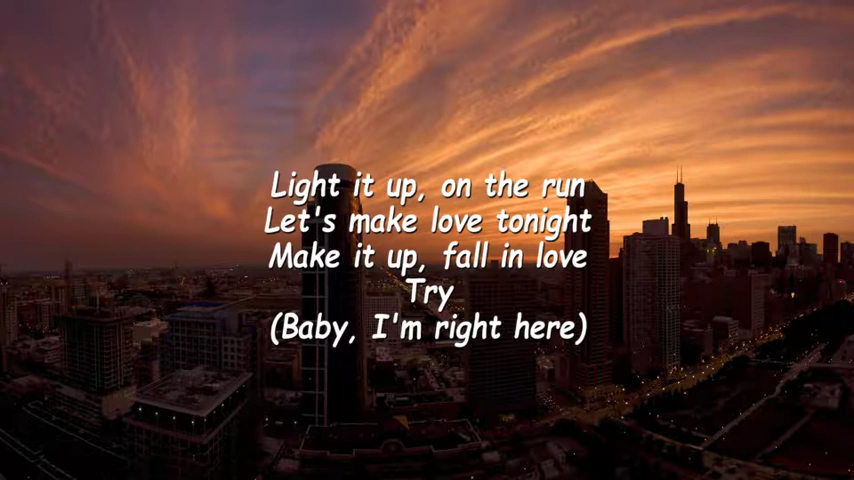 Light it up, on the run
Let's make love tonight
Make it up, fall in love
Try
(Baby, I'm right here)